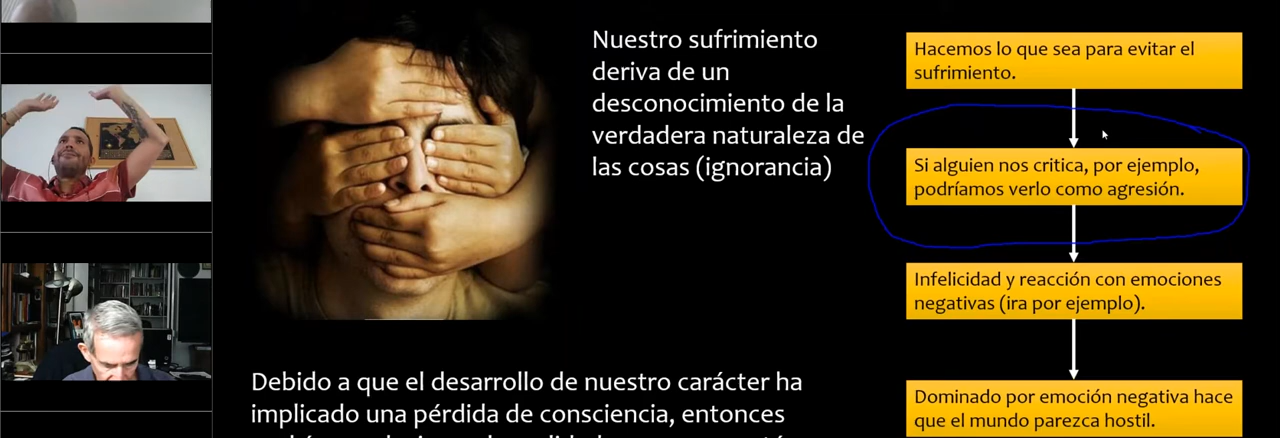 Nuestro sufrimiento
deriva de un
desconocimiento de la
verdadera naturaleza de
las cosas (ignorancia)
Hacemos lo que sea para evitar el
sufrimiento.
Si alguien nos critica, por ejemplo,
podríamos verlo como agresión.
Infelicidad y reacción con emociones
negativas (ira por ejemplo).
Dominado por emoción negativa hace
que el mundo parezca hostil.
Debido a que el desarrollo de nuestro carácter ha
implicado una pérdida de consciencia, entonces